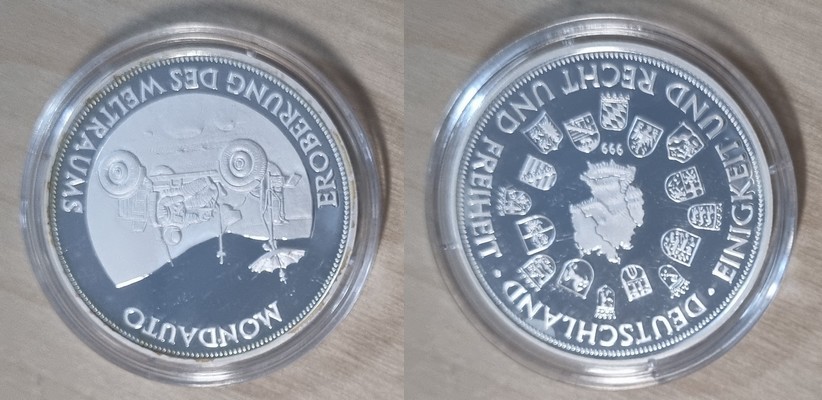 EROBERUNG DES WELTRAUMS
MONDAUTO
EINIGKEIT UND RECHT UND FREIHEIT
· DEUTSCHLAND ·
999